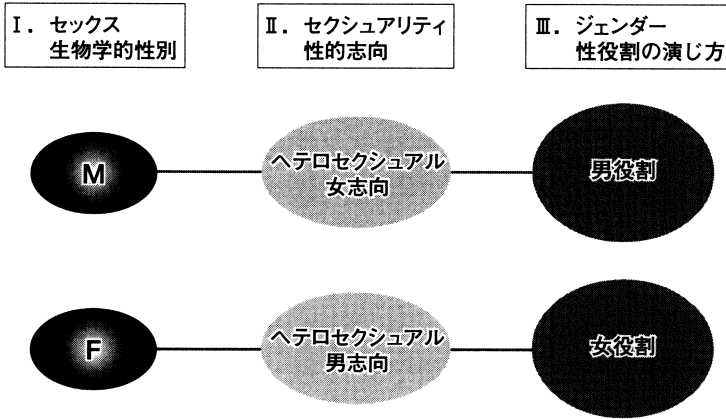 Ⅰ．セックス
生物学的性別
Ⅱ．セクシュアリティ
性的志向
Ⅲ．ジェンダー
性役割の演じ方
M
ヘテロセクシュアル
女志向
男役割
F
ヘテロセクシュアル
男志向
女役割